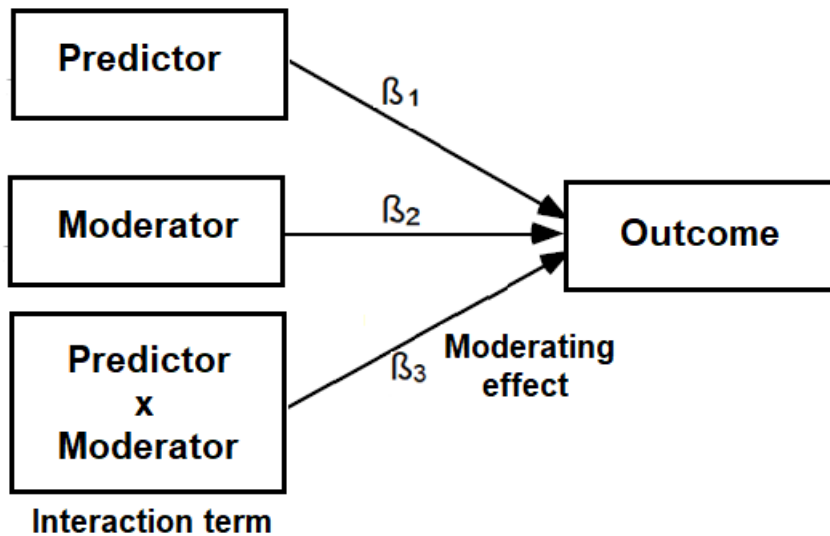 Predictor
ß1
Moderator
ß2
Outcome
Predictor
x
Moderator
ß3
Moderating
effect
Interaction term